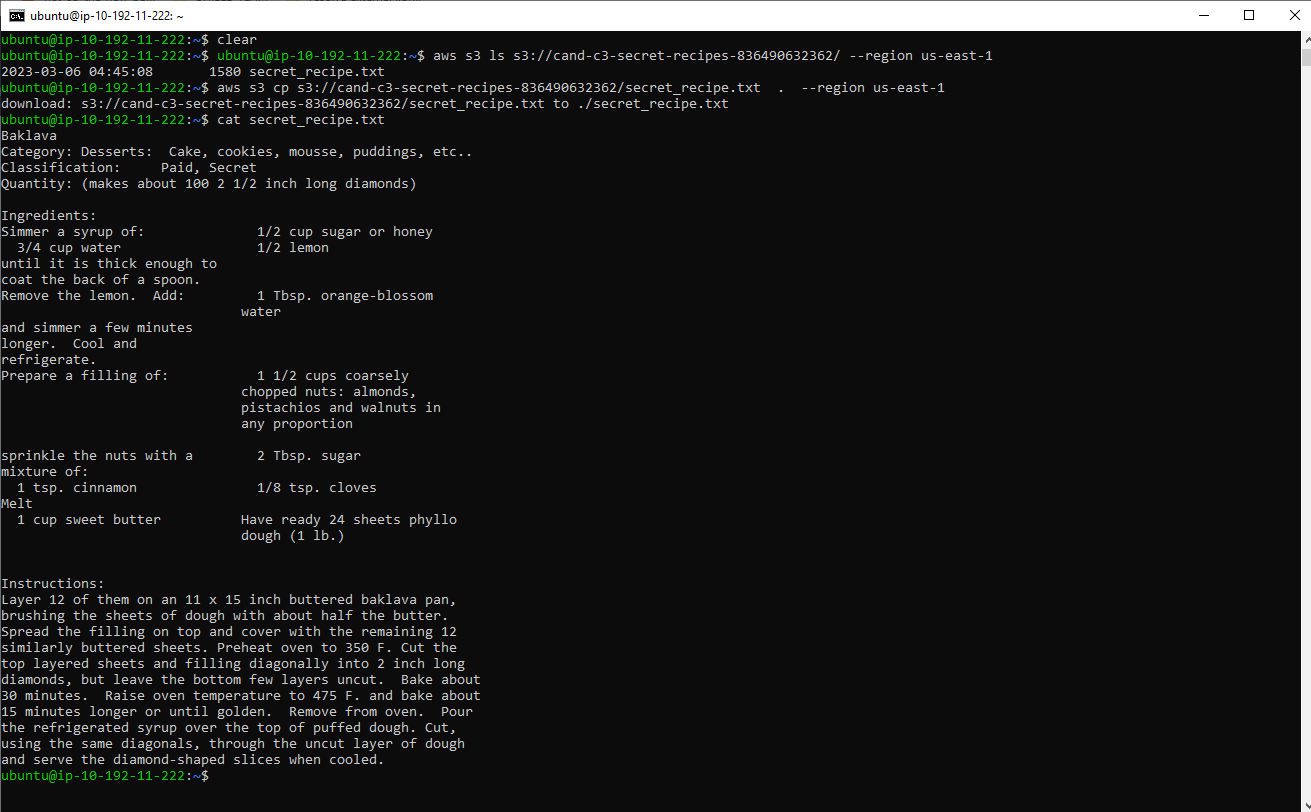 ubuntu@ip-10-192-11-222: ~
ubuntu@ip-10-192-11-222:~$ clear
ubuntu@ip-10-192-11-222:~$ ubuntu@ip-10-192-11-222:~$ aws s3 ls s3://cand-c3-secret-recipes-836490632362/ --region us-east-1
2023-03-06 04:45:08       1580 secret_recipe.txt
ubuntu@ip-10-192-11-222:~$ aws s3 cp s3://cand-c3-secret-recipes-836490632362/secret_recipe.txt  .  --region us-east-1
download: s3://cand-c3-secret-recipes-836490632362/secret_recipe.txt to ./secret_recipe.txt
ubuntu@ip-10-192-11-222:~$ cat secret_recipe.txt
Baklava
Category: Desserts:  Cake, cookies, mousse, puddings, etc..
Classification:     Paid, Secret
Quantity: (makes about 100 2 1/2 inch long diamonds)
Ingredients:
Simmer a syrup of:              1/2 cup sugar or honey
  3/4 cup water                 1/2 lemon
until it is thick enough to
coat the back of a spoon.
Remove the lemon.  Add:         1 Tbsp. orange-blossom
                              water
and simmer a few minutes
longer.  Cool and
refrigerate.
Prepare a filling of:           1 1/2 cups coarsely
                              chopped nuts: almonds,
                              pistachios and walnuts in
                              any proportion
sprinkle the nuts with a        2 Tbsp. sugar
mixture of:
  1 tsp. cinnamon               1/8 tsp. cloves
Melt
  1 cup sweet butter          Have ready 24 sheets phyllo
                              dough (1 lb.)
Instructions:
Layer 12 of them on an 11 x 15 inch buttered baklava pan,
brushing the sheets of dough with about half the butter.
Spread the filling on top and cover with the remaining 12
similarly buttered sheets. Preheat oven to 350 F. Cut the
top layered sheets and filling diagonally into 2 inch long
diamonds, but leave the bottom few layers uncut.  Bake about
30 minutes.  Raise oven temperature to 475 F. and bake about
15 minutes longer or until golden.  Remove from oven.  Pour
the refrigerated syrup over the top of puffed dough. Cut,
using the same diagonals, through the uncut layer of dough
and serve the diamond-shaped slices when cooled.
ubuntu@ip-10-192-11-222:~$